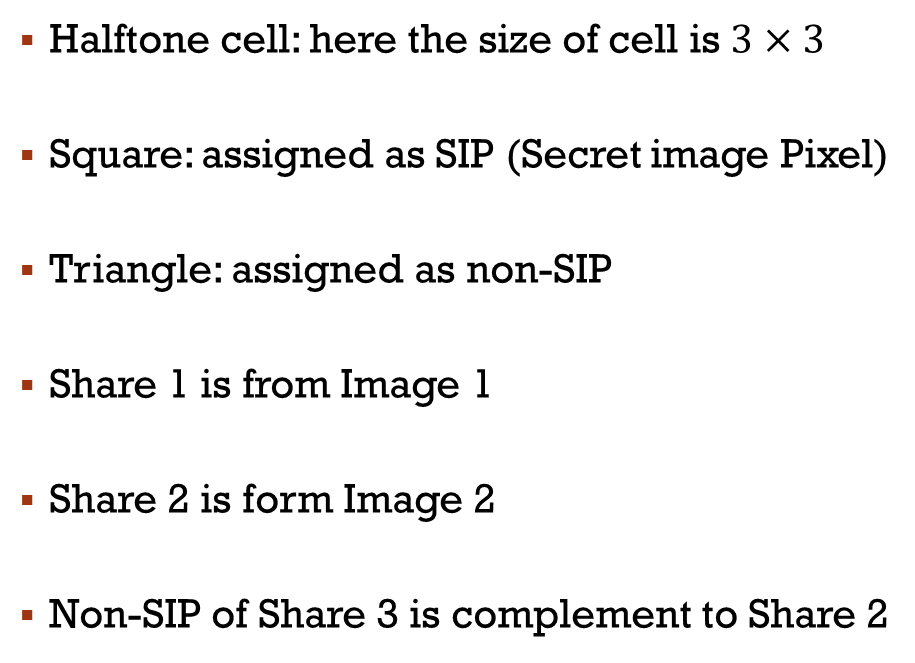 ▪ Halftone cell: here the size of cell is 3 × 3
▪ Square: assigned as SIP (Secret image Pixel)
▪ Triangle: assigned as non-SIP
▪ Share 1 is from Image 1
▪ Share 2 is form Image 2
▪ Non-SIP of Share 3 is complement to Share 2